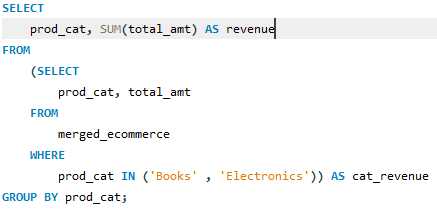 SELECT
    prod_cat, SUM(total_amt) AS revenue
FROM
    (SELECT
        prod_cat, total_amt
    FROM
        merged_ecommerce
    WHERE
        prod_cat IN ('Books' , 'Electronics')) AS cat_revenue
GROUP BY prod_cat;